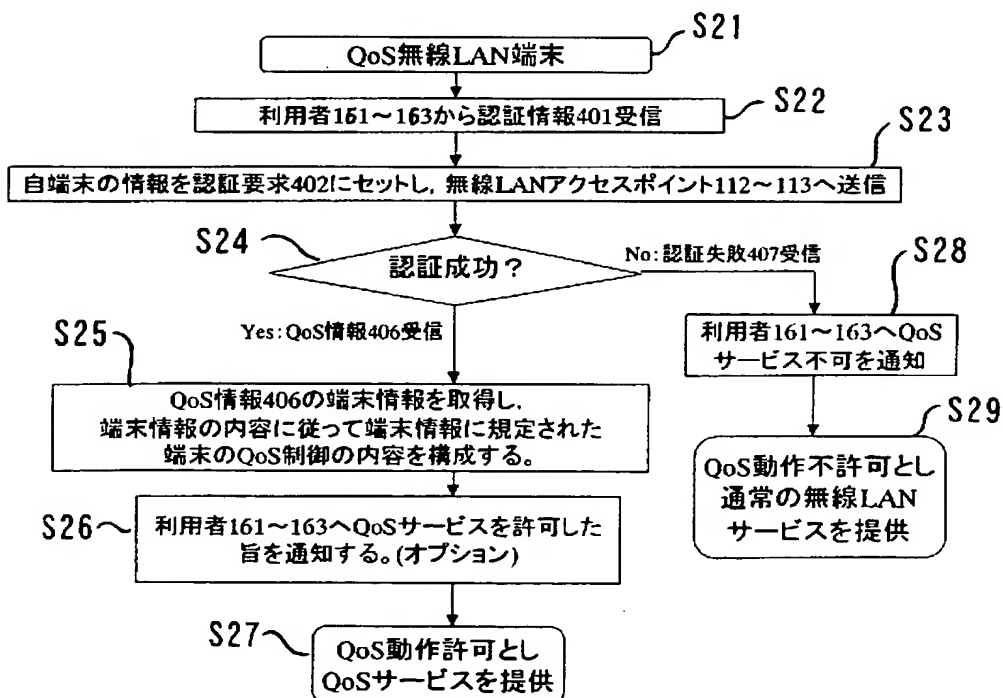 S21
QoS無線LAN端末
S22
利用者161～163から認証情報401受信
S23
自端末の情報を認証要求402にセットし，無線LANアクセスポイント112～113へ送信
S24
認証成功？
No：認証失敗407受信
S28
利用者161～163へQoS
サービス不可を通知
S25
Yes：QoS情報406受信
QoS情報406の端末情報を取得し，
端末情報の内容に従って端末情報に規定された
端末のQoS制御の内容を構成する。
S29
QoS動作不許可とし
通常の無線LAN
サービスを提供
S26
利用者161～163へQoSサービスを許可した
旨を通知する。(オプション)
S27
QoS動作許可とし
QoSサービスを提供